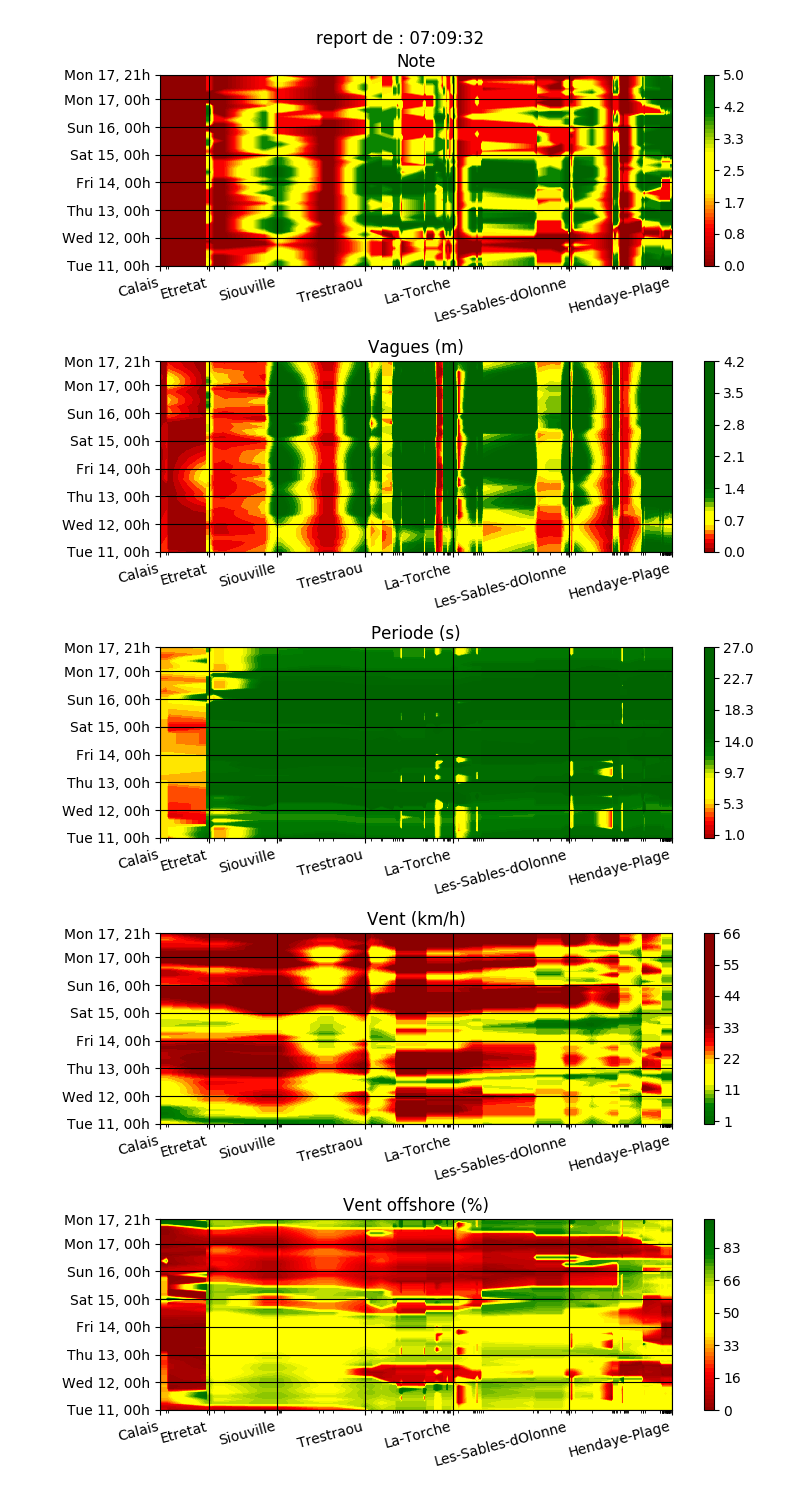 report de : 07:09:32
Note
Mon 17, 21h
Mon 17, 00h
Sun 16, 00h
Sat 15, 00h
Fri 14, 00h
Thu 13, 00h
Wed 12, 00h
Tue 11, 00h
5.0
4.2
3.3
2.5
1.7
0.8
0.0
Calais Etretat Siouville Trestraou La-Torche Les-Sables-dOlonne Hendaye-Plage
Vagues (m)
Mon 17, 21h
Mon 17, 00h
Sun 16, 00h
Sat 15, 00h
Fri 14, 00h
Thu 13, 00h
Wed 12, 00h
Tue 11, 00h
4.2
3.5
2.8
2.1
1.4
0.7
0.0
Calais Etretat Siouville Trestraou La-Torche Les-Sables-dOlonne Hendaye-Plage
Periode (s)
Mon 17, 21h
Mon 17, 00h
Sun 16, 00h
Sat 15, 00h
Fri 14, 00h
Thu 13, 00h
Wed 12, 00h
Tue 11, 00h
27.0
22.7
18.3
14.0
9.7
5.3
1.0
Calais Etretat Siouville Trestraou La-Torche Les-Sables-dOlonne Hendaye-Plage
Vent (km/h)
Mon 17, 21h
Mon 17, 00h
Sun 16, 00h
Sat 15, 00h
Fri 14, 00h
Thu 13, 00h
Wed 12, 00h
Tue 11, 00h
66
55
44
33
22
11
1
Calais Etretat Siouville Trestraou La-Torche Les-Sables-dOlonne Hendaye-Plage
Vent offshore (%)
Mon 17, 21h
Mon 17, 00h
Sun 16, 00h
Sat 15, 00h
Fri 14, 00h
Thu 13, 00h
Wed 12, 00h
Tue 11, 00h
83
66
50
33
16
0
Calais Etretat Siouville Trestraou La-Torche Les-Sables-dOlonne Hendaye-Plage